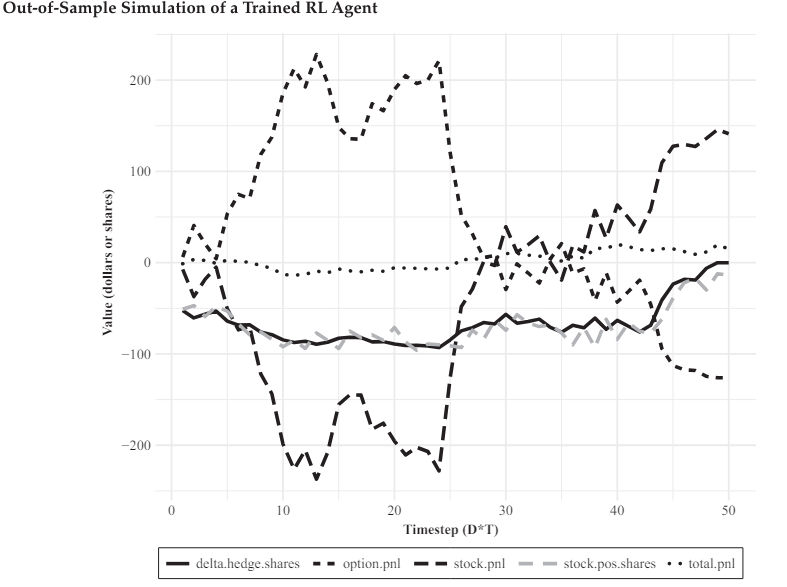 Out-of-Sample Simulation of a Trained RL Agent
200
100
0
−100
−200
Value (dollars or shares)
0 10 20 30 40 50
Timestep (D*T)
delta.hedge.shares option.pnl stock.pnl stock.pos.shares total.pnl